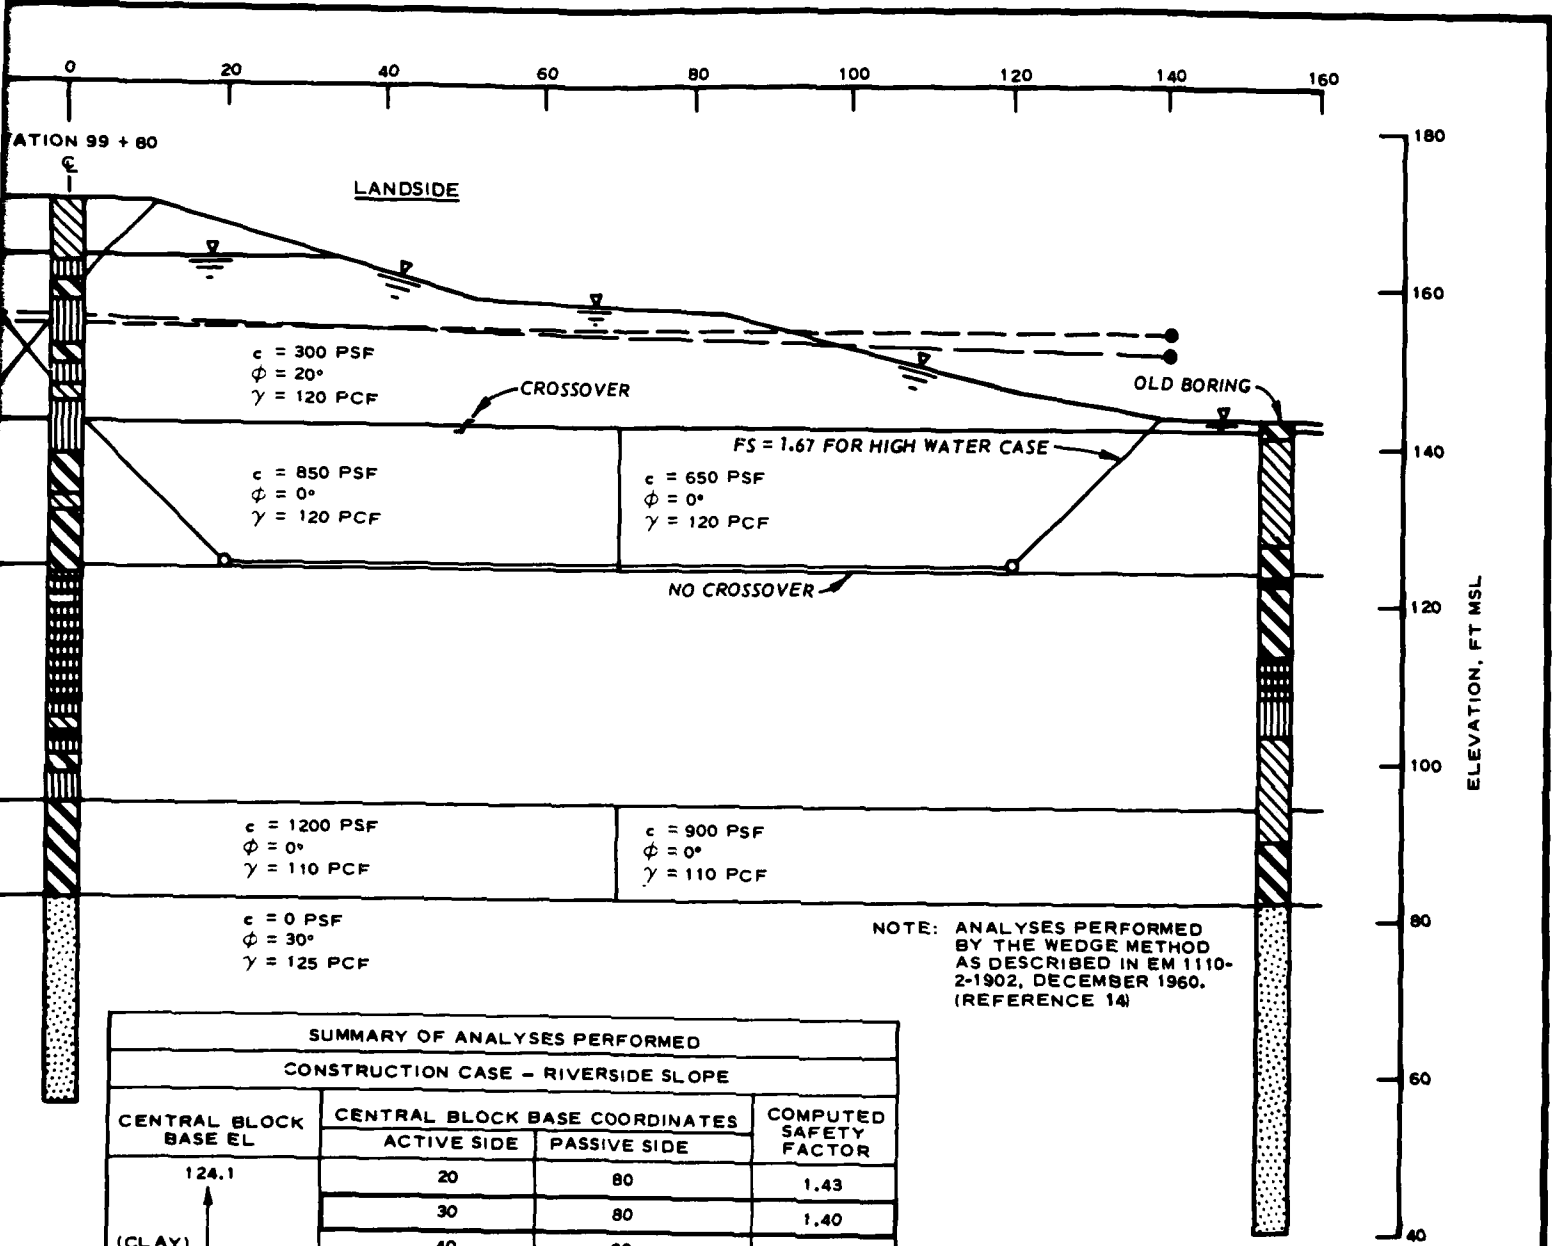 0 20 40 60 80 100 120 140 160
ATION 99 + 80
℄
LANDSIDE
180
160
140
120
100
80
60
40
ELEVATION, FT MSL
c = 300 PSF
φ = 20°
γ = 120 PCF
CROSSOVER
OLD BORING
FS = 1.67 FOR HIGH WATER CASE
c = 850 PSF
φ = 0°
γ = 120 PCF
c = 650 PSF
φ = 0°
γ = 120 PCF
NO CROSSOVER
c = 1200 PSF
φ = 0°
γ = 110 PCF
c = 900 PSF
φ = 0°
γ = 110 PCF
c = 0 PSF
φ = 30°
γ = 125 PCF
NOTE: ANALYSES PERFORMED
BY THE WEDGE METHOD
AS DESCRIBED IN EM 1110-
2-1902, DECEMBER 1960.
(REFERENCE 14)
SUMMARY OF ANALYSES PERFORMED
CONSTRUCTION CASE – RIVERSIDE SLOPE
CENTRAL BLOCK
BASE EL
CENTRAL BLOCK BASE COORDINATES
ACTIVE SIDE PASSIVE SIDE
COMPUTED
SAFETY
FACTOR
124.1 20 80 1.43
30 80 1.40
(CLAY) 40